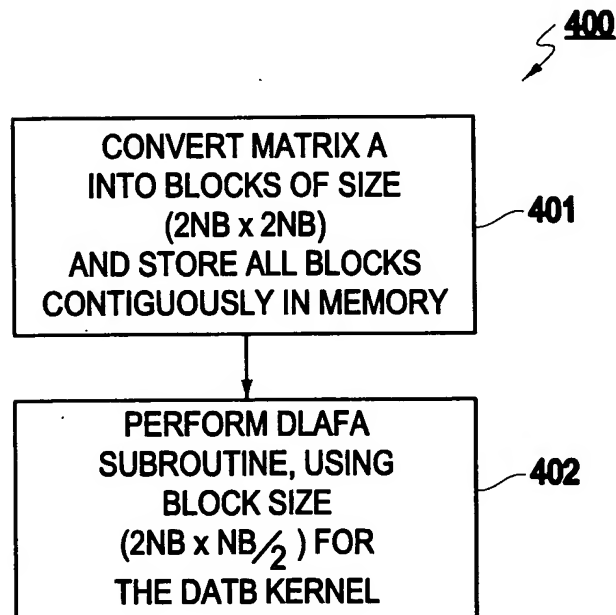 400
CONVERT MATRIX A
INTO BLOCKS OF SIZE
(2NB x 2NB)
AND STORE ALL BLOCKS
CONTIGUOUSLY IN MEMORY
401
PERFORM DLAFA
SUBROUTINE, USING
BLOCK SIZE
(2NB x NB/2) FOR
THE DATB KERNEL
402